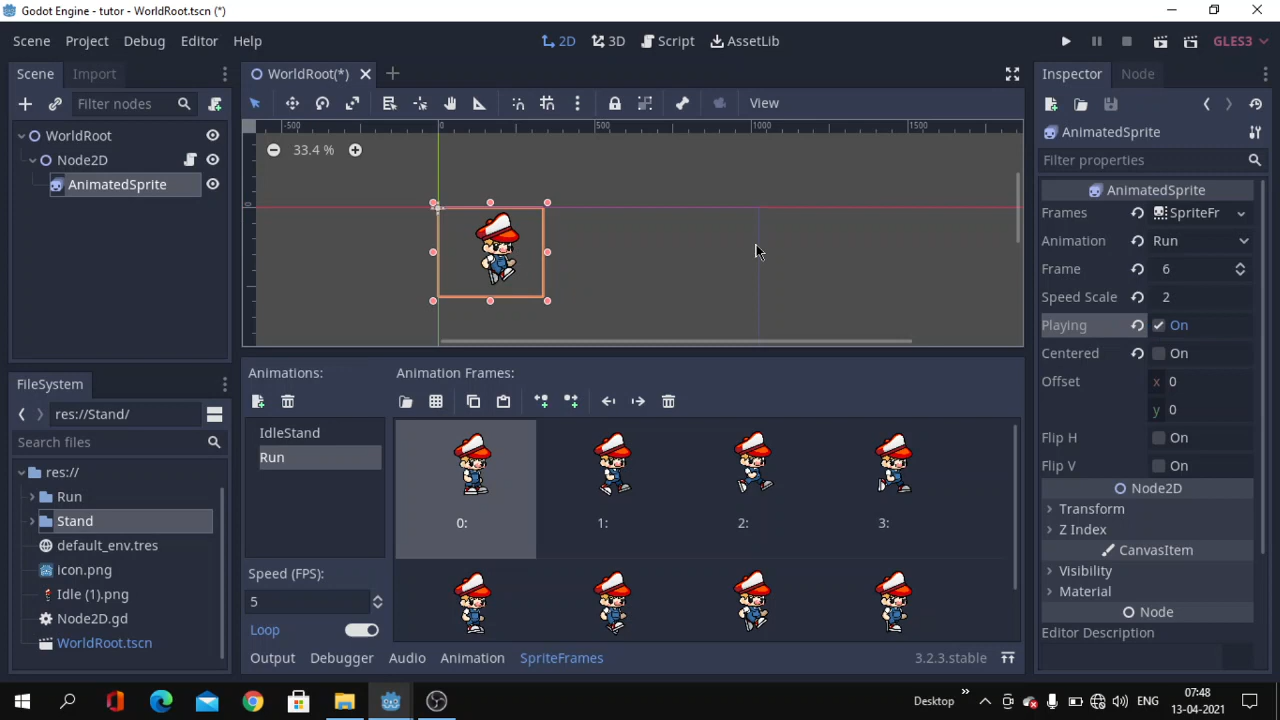 Godot Engine - tutor - WorldRoot.tscn (*)
Scene Project Debug Editor Help
2D 3D Script AssetLib
GLES3
Scene Import
WorldRoot(*)
Inspector Node
Filter nodes
View
AnimatedSprite
Filter properties
WorldRoot
Node2D
AnimatedSprite
-500 0 500 1000 1500
33.4 %
0
AnimatedSprite
Frames SpriteFr
Animation Run
Frame 6
Speed Scale 2
Playing On
Centered On
Offset x 0
y 0
Flip H On
Flip V On
Node2D
Transform
Z Index
CanvasItem
Visibility
Material
Node
Editor Description
FileSystem
res://Stand/
Search files
res://
Run
Stand
default_env.tres
icon.png
Idle (1).png
Node2D.gd
WorldRoot.tscn
Animations:
IdleStand
Run
Speed (FPS):
5
Loop
Animation Frames:
0: 1: 2: 3:
Output Debugger Audio Animation SpriteFrames
3.2.3.stable
Desktop
ENG
07:48
13-04-2021